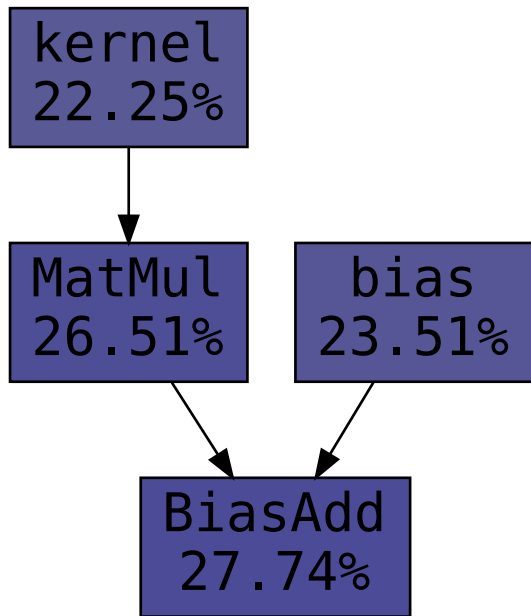 kernel
22.25%
MatMul
26.51%
bias
23.51%
BiasAdd
27.74%